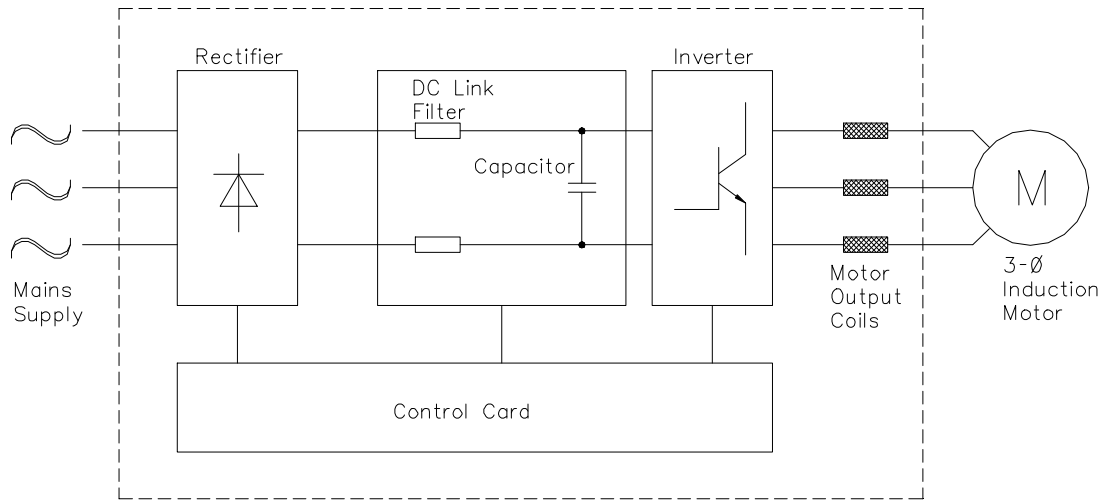 Rectifier
DC Link
Filter
Capacitor
Inverter
Mains
Supply
Motor
Output
Coils
M
3-Ø
Induction
Motor
Control Card